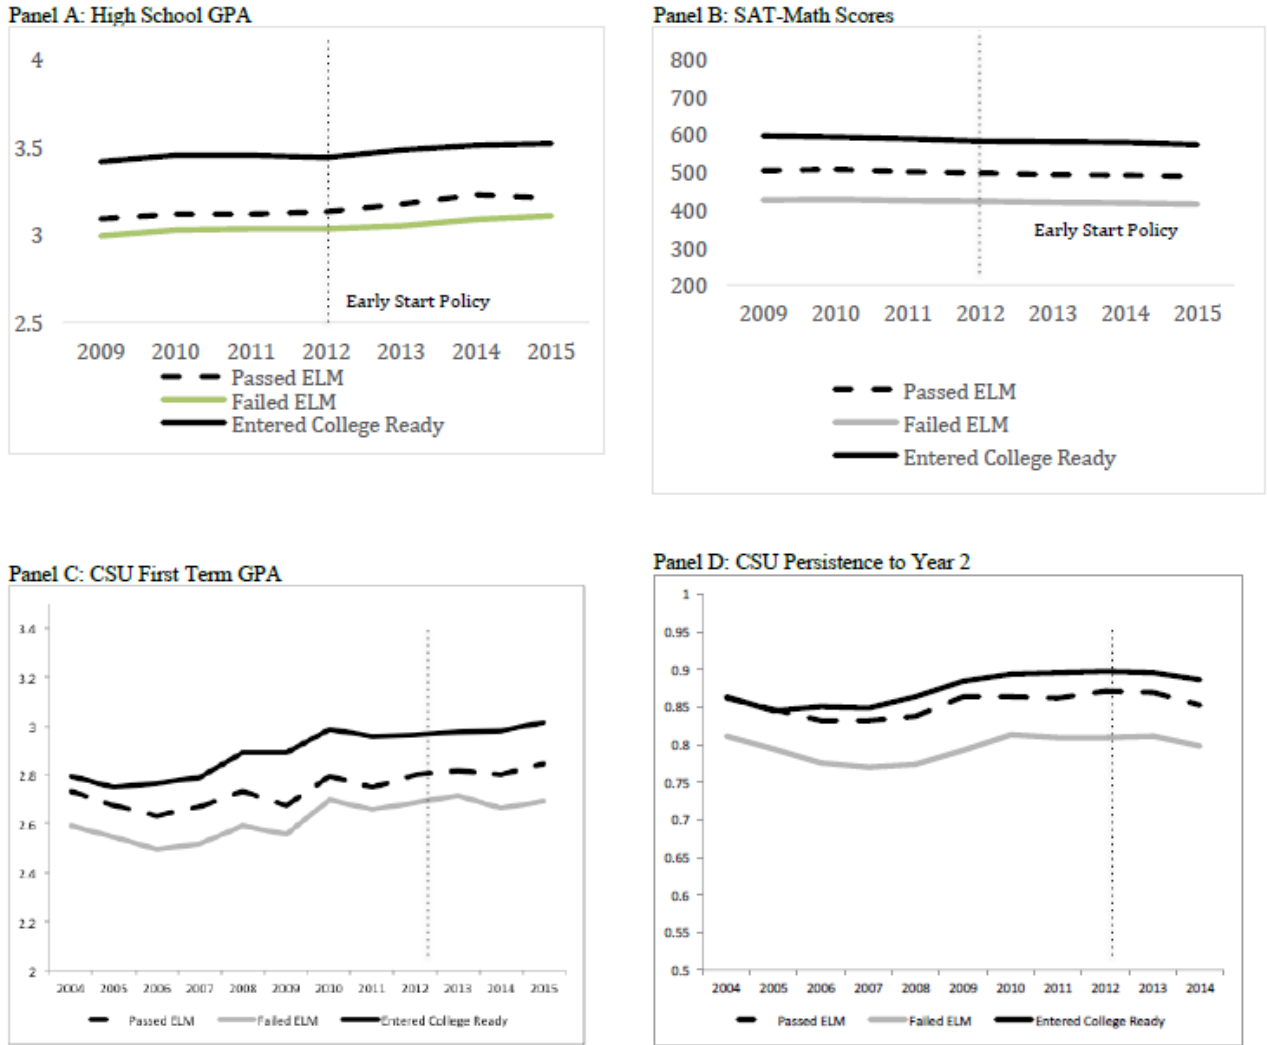 Panel A: High School GPA
4
3.5
3
2.5
Early Start Policy
2009 2010 2011 2012 2013 2014 2015
Passed ELM
Failed ELM
Entered College Ready
Panel B: SAT-Math Scores
800
700
600
500
400
300
200
Early Start Policy
2009 2010 2011 2012 2013 2014 2015
Passed ELM
Failed ELM
Entered College Ready
Panel C: CSU First Term GPA
3.4
3.2
3
2.8
2.6
2.4
2.2
2
2004 2005 2006 2007 2008 2009 2010 2011 2012 2013 2014 2015
Passed ELM Failed ELM Entered College Ready
Panel D: CSU Persistence to Year 2
1
0.95
0.9
0.85
0.8
0.75
0.7
0.65
0.6
0.55
0.5
2004 2005 2006 2007 2008 2009 2010 2011 2012 2013 2014
Passed ELM Failed ELM Entered College Ready